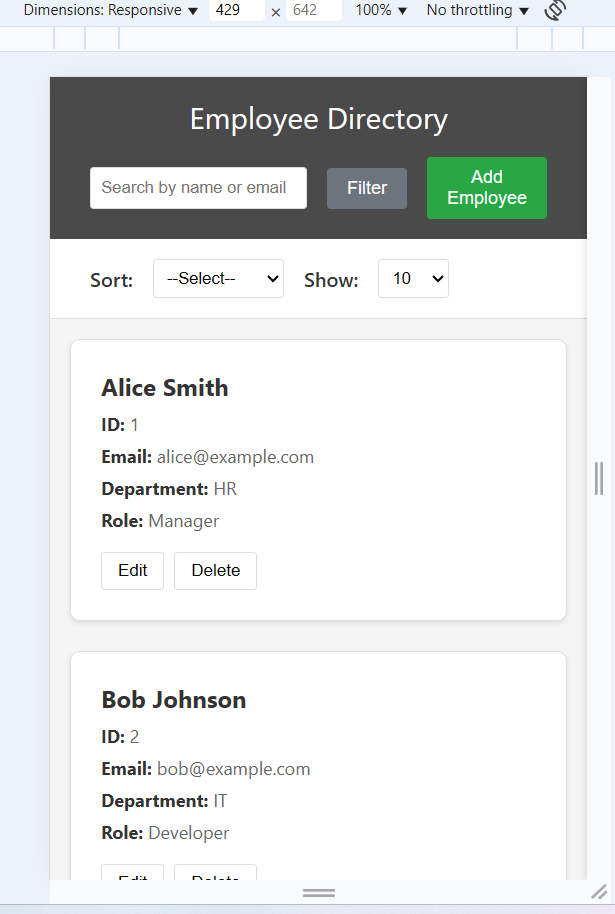 Dimensions: Responsive ▼ 429 × 642 100% ▼ No throttling ▼
Employee Directory
Search by name or email Filter Add Employee
Sort: --Select-- Show: 10
Alice Smith
ID: 1
Email: alice@example.com
Department: HR
Role: Manager
Edit Delete
Bob Johnson
ID: 2
Email: bob@example.com
Department: IT
Role: Developer
Edit Delete